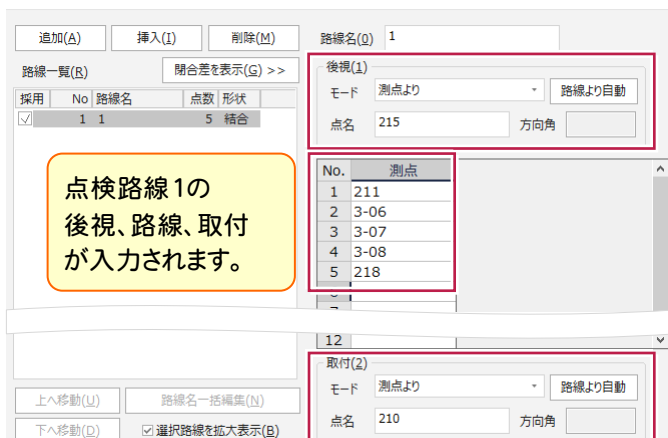 追加(A) 挿入(I) 削除(M)
路線一覧(R) 閉合差を表示(G) >>
採用 No 路線名 点数 形状
1 1 5 結合
点検路線1の
後視、路線、取付
が入力されます。
上へ移動(U) 路線名一括編集(N)
下へ移動(D) 選択路線を拡大表示(B)
路線名(0) 1
後視(1)
モード 測点より 路線より自動
点名 215 方向角
No. 測点
1 211
2 3-06
3 3-07
4 3-08
5 218
12
取付(2)
モード 測点より 路線より自動
点名 210 方向角